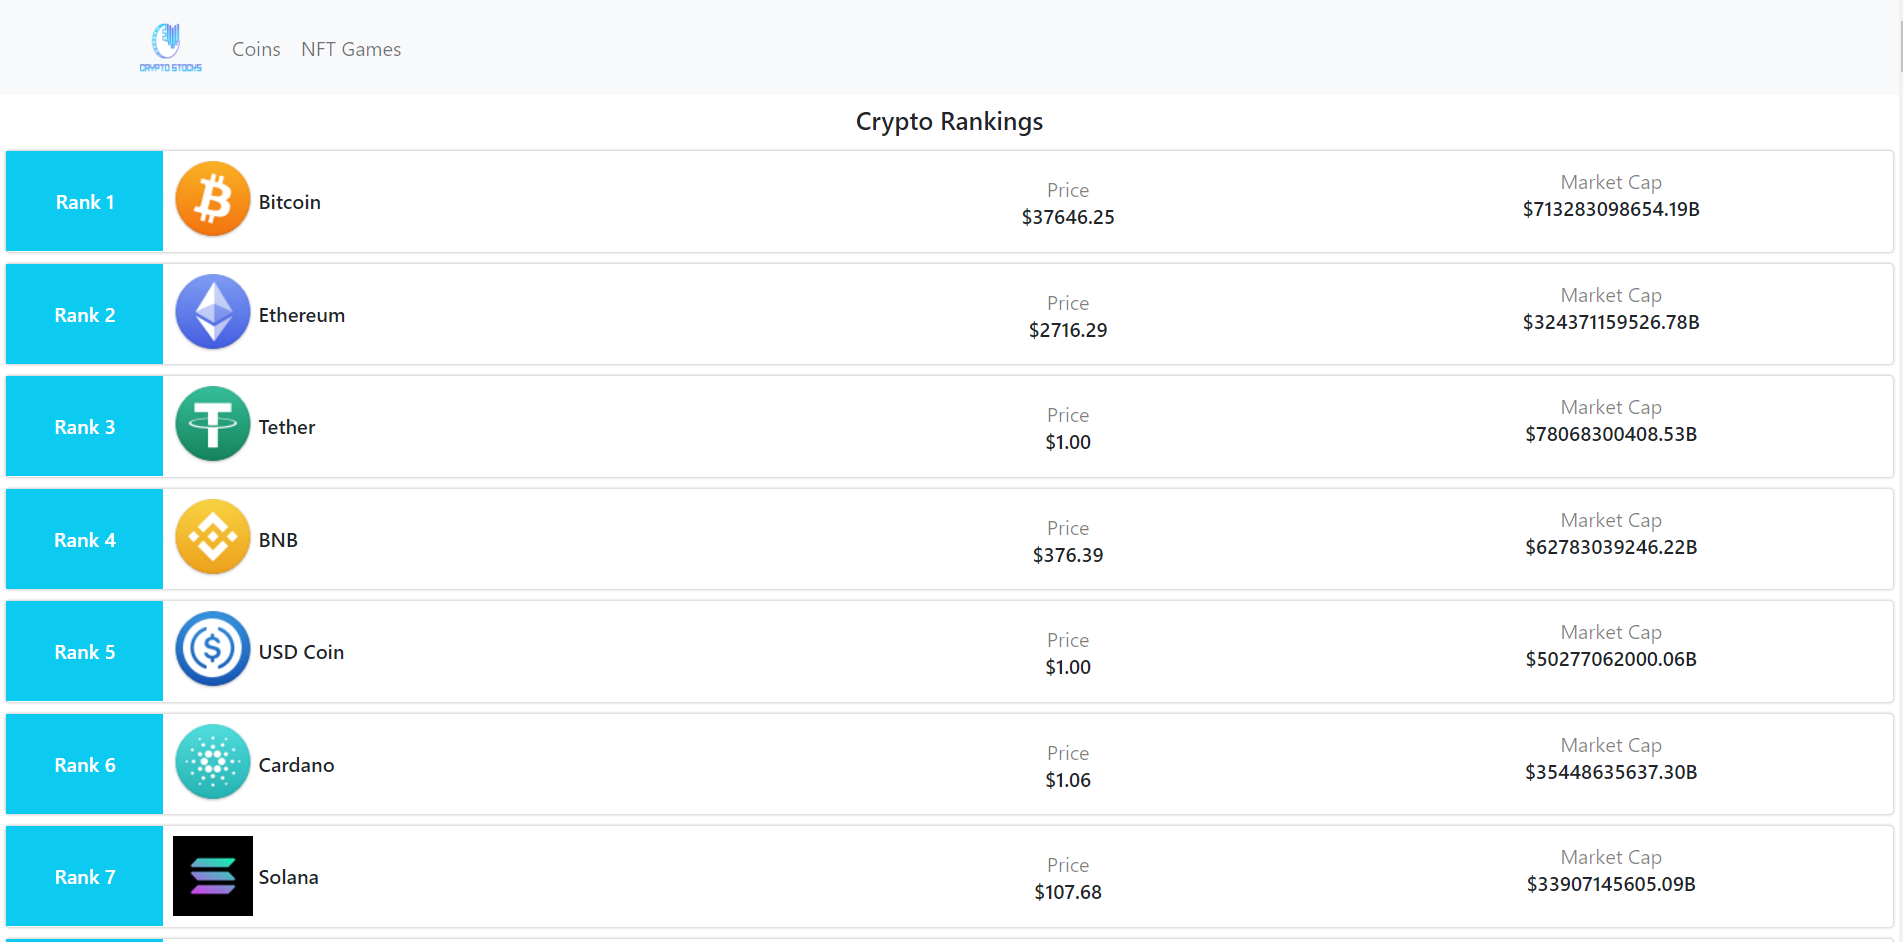 CRYPTO STOCKS
Coins
NFT Games
Crypto Rankings
Rank 1
Bitcoin
Price
$37646.25
Market Cap
$713283098654.19B
Rank 2
Ethereum
Price
$2716.29
Market Cap
$324371159526.78B
Rank 3
Tether
Price
$1.00
Market Cap
$78068300408.53B
Rank 4
BNB
Price
$376.39
Market Cap
$62783039246.22B
Rank 5
USD Coin
Price
$1.00
Market Cap
$50277062000.06B
Rank 6
Cardano
Price
$1.06
Market Cap
$35448635637.30B
Rank 7
Solana
Price
$107.68
Market Cap
$33907145605.09B